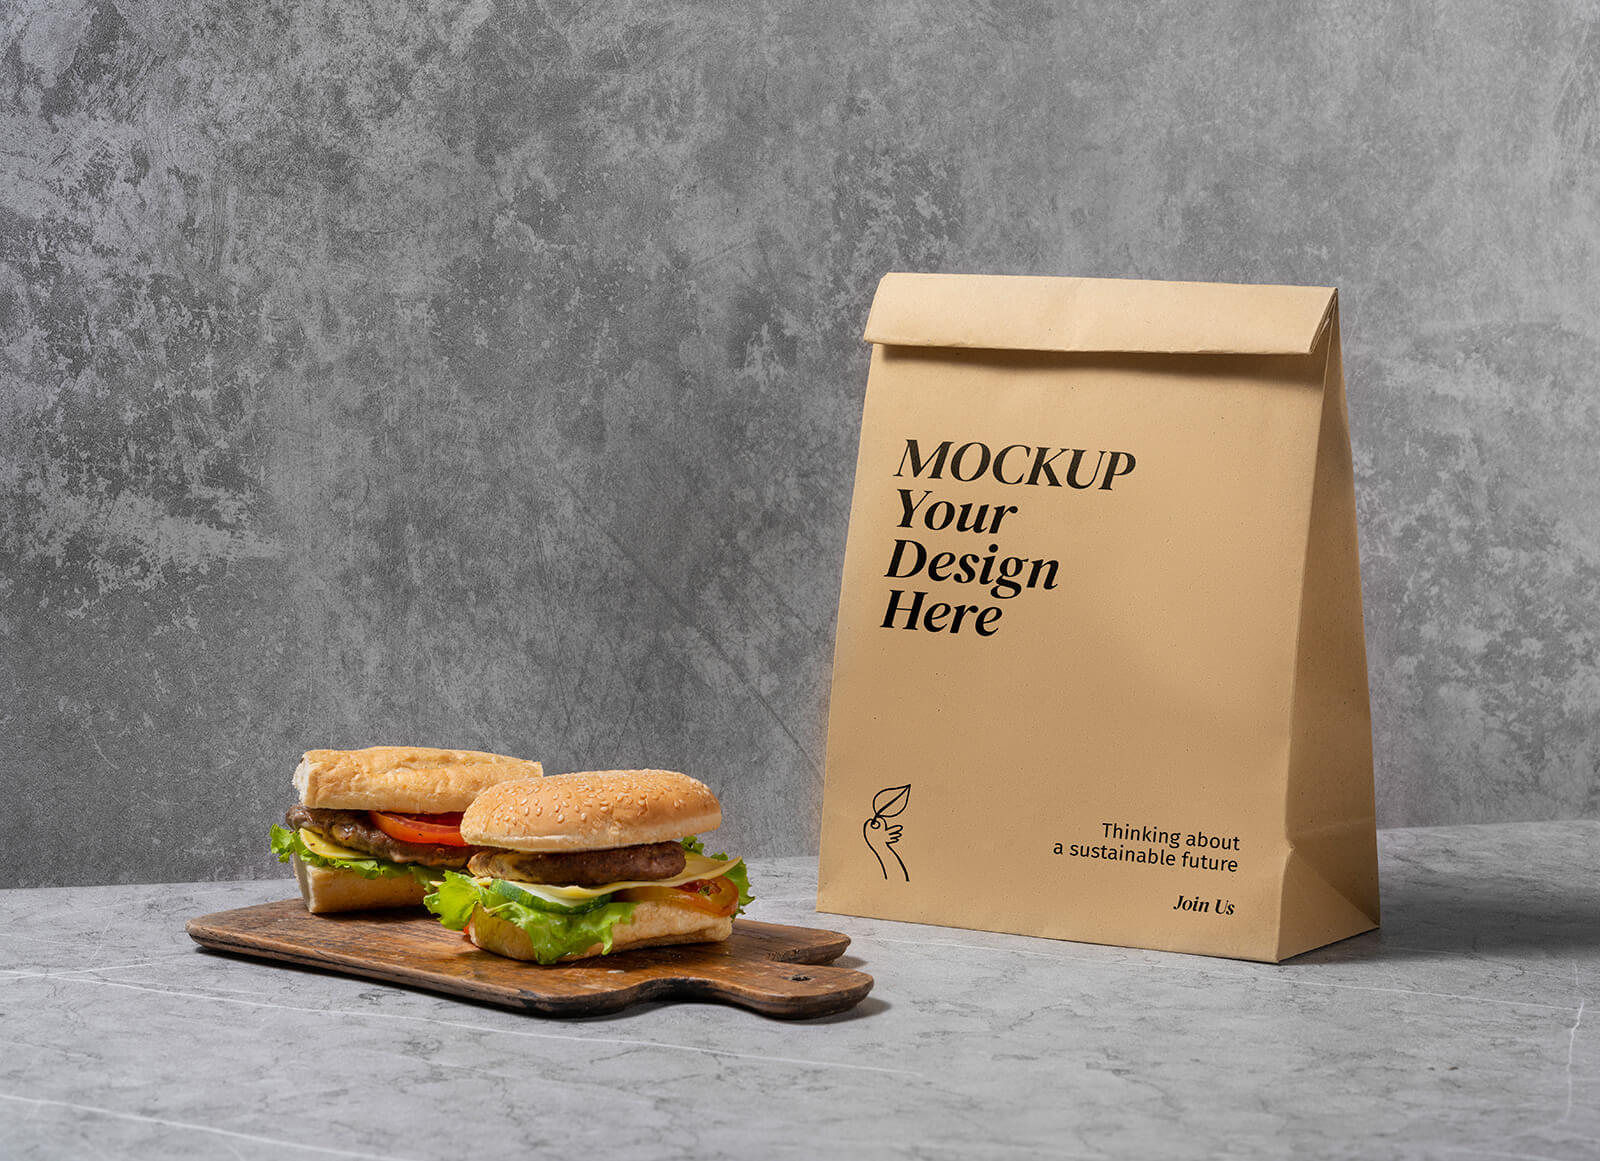 MOCKUP
Your
Design
Here
Thinking about
a sustainable future
Join Us